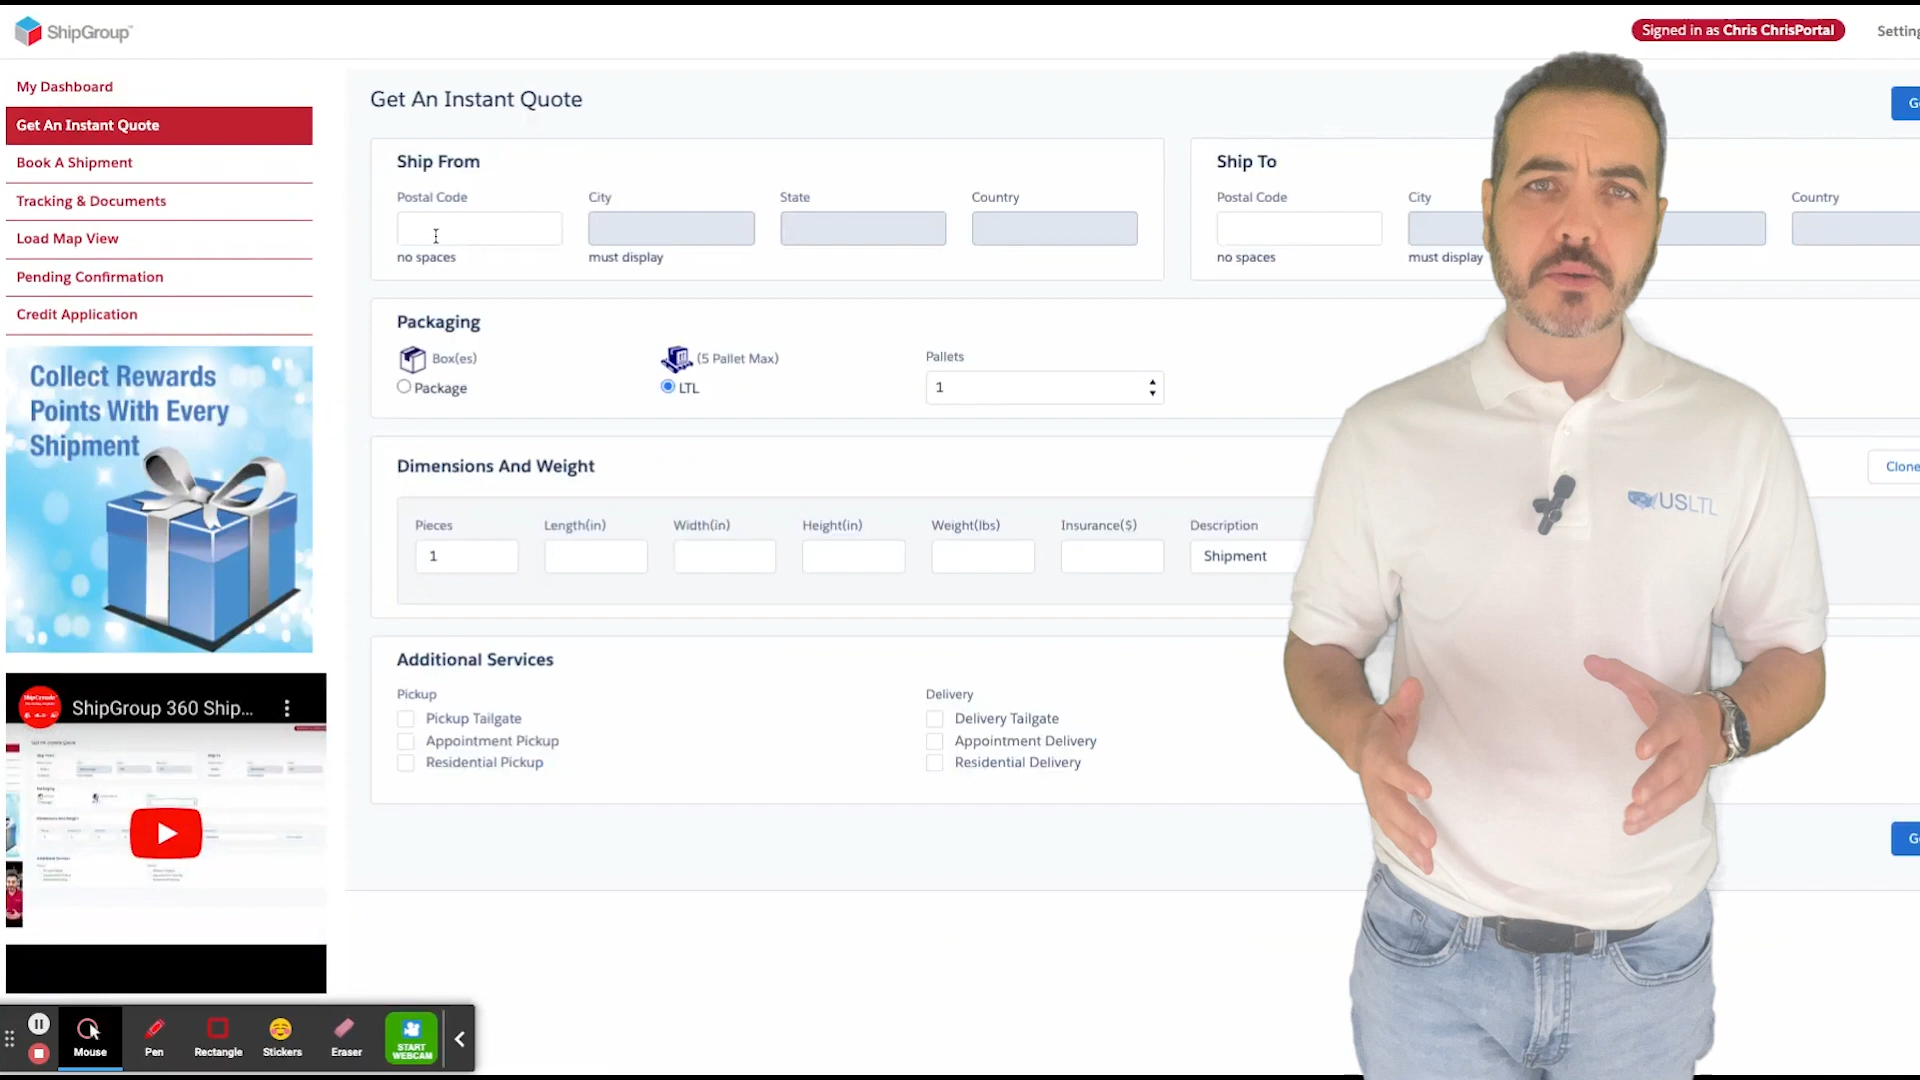 ShipGroup™
Signed in as Chris ChrisPortal
Setting
My Dashboard
Get An Instant Quote
Book A Shipment
Tracking & Documents
Load Map View
Pending Confirmation
Credit Application
Collect Rewards
Points With Every
Shipment
ShipGroup 360 Ship...
Get An Instant Quote
Ship From
Postal Code City State Country
no spaces must display
Ship To
Postal Code City Country
no spaces must display
Packaging
Box(es) (5 Pallet Max) Pallets
Package LTL 1
Dimensions And Weight
Clone
Pieces Length(in) Width(in) Height(in) Weight(lbs) Insurance($) Description
1 Shipment
Additional Services
Pickup Delivery
Pickup Tailgate Delivery Tailgate
Appointment Pickup Appointment Delivery
Residential Pickup Residential Delivery
USLTL
Mouse Pen Rectangle Stickers Eraser
START
WEBCAM